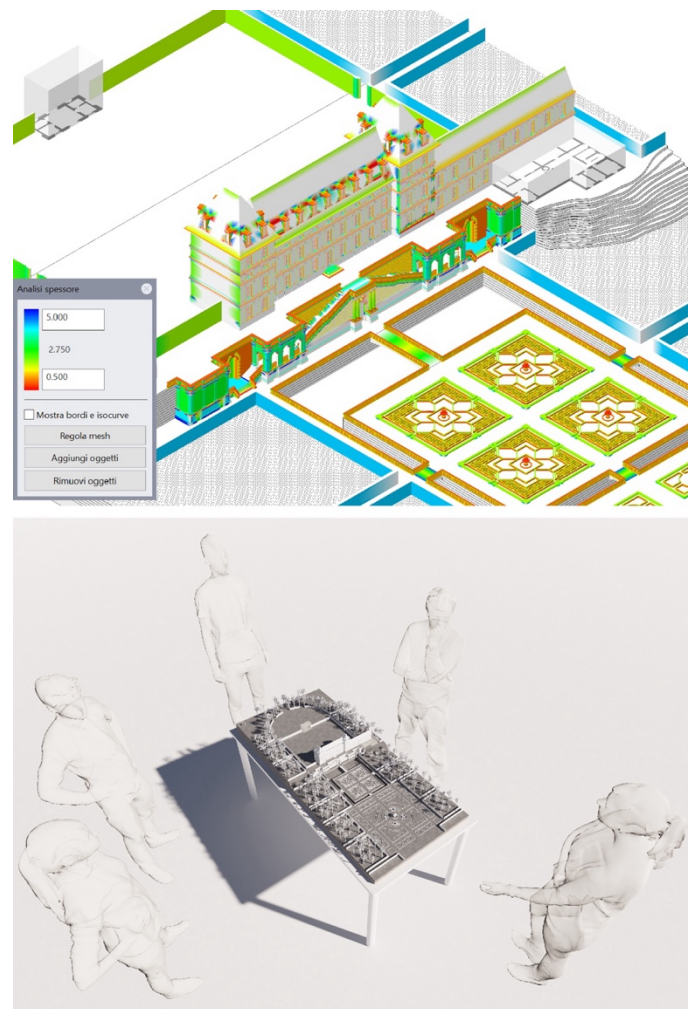 Analisi spessore
5.000
2.750
0.500
Mostra bordi e isocurve
Regola mesh
Aggiungi oggetti
Rimuovi oggetti